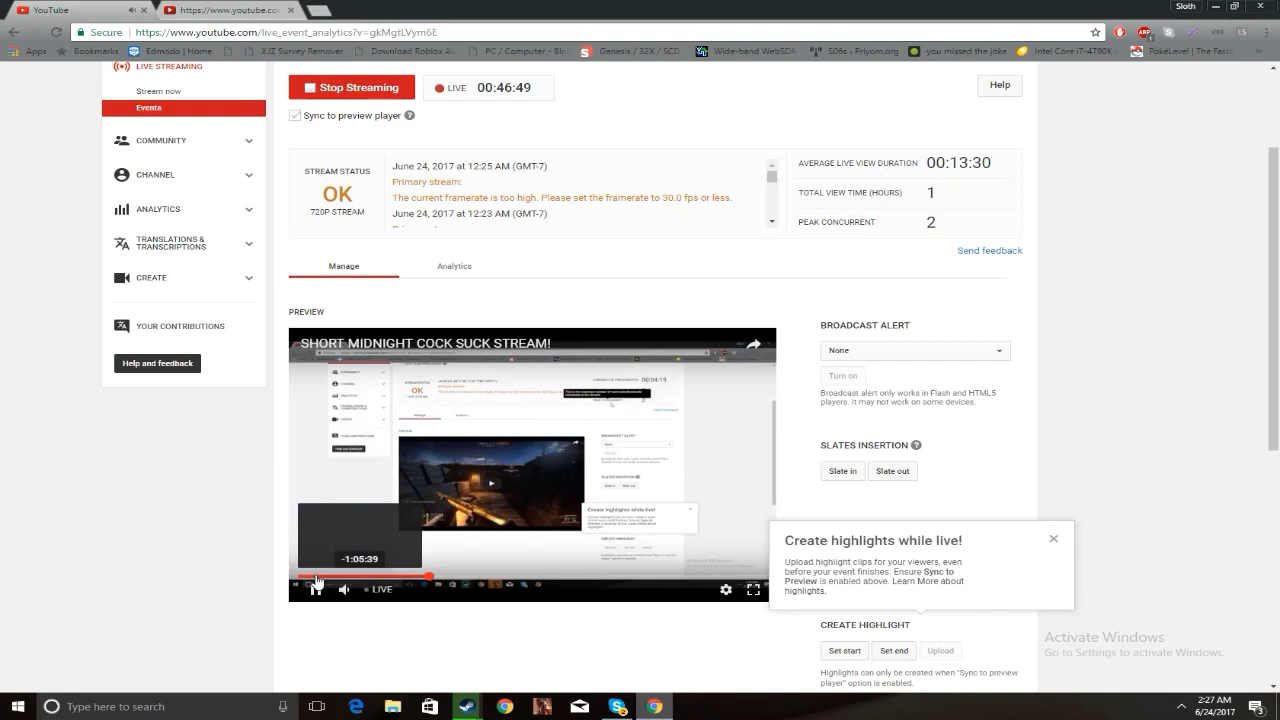 YouTube
https://www.youtube.com/
Sloth
Secure
https://www.youtube.com/live_event_analytics?v=gkMgtLVym6E
Apps
Bookmarks
Edmodo | Home
XJZ Survey Remover
Download Roblox Asse
PC / Computer - Blo
Genesis / 32X / SCD
Wide-band WebSDR
Priyom.org
you missed the joke
Intel Core i7-4790K
PokéLevel | The Fast
LIVE STREAMING
Stream now
Events
COMMUNITY
CHANNEL
ANALYTICS
TRANSLATIONS &
TRANSCRIPTIONS
CREATE
YOUR CONTRIBUTIONS
Help and feedback
Stop Streaming
LIVE 00:46:49
Help
Sync to preview player
STREAM STATUS
OK
720P STREAM
June 24, 2017 at 12:25 AM (GMT-7)
Primary stream:
The current framerate is too high. Please set the framerate to 30.0 fps or less.
June 24, 2017 at 12:23 AM (GMT-7)
AVERAGE LIVE VIEW DURATION 00:13:30
TOTAL VIEW TIME (HOURS) 1
PEAK CONCURRENT 2
Send feedback
Manage
Analytics
PREVIEW
SHORT MIDNIGHT COCK SUCK STREAM!
OK
00:04:15
Create highlights while live!
-1:05:39
LIVE
BROADCAST ALERT
None
Turn on
Broadcast alert only works in Flash and HTML5
players. It may not work on some devices.
SLATES INSERTION
Slate in
Slate out
Create highlights while live!
Upload highlight clips for your viewers, even
before your event finishes. Ensure Sync to
Preview is enabled above. Learn More about
highlights.
CREATE HIGHLIGHT
Set start
Set end
Upload
Highlights can only be created when "Sync to preview
player" option is enabled.
Activate Windows
Go to Settings to activate Windows.
Type here to search
2:27 AM
6/24/2017